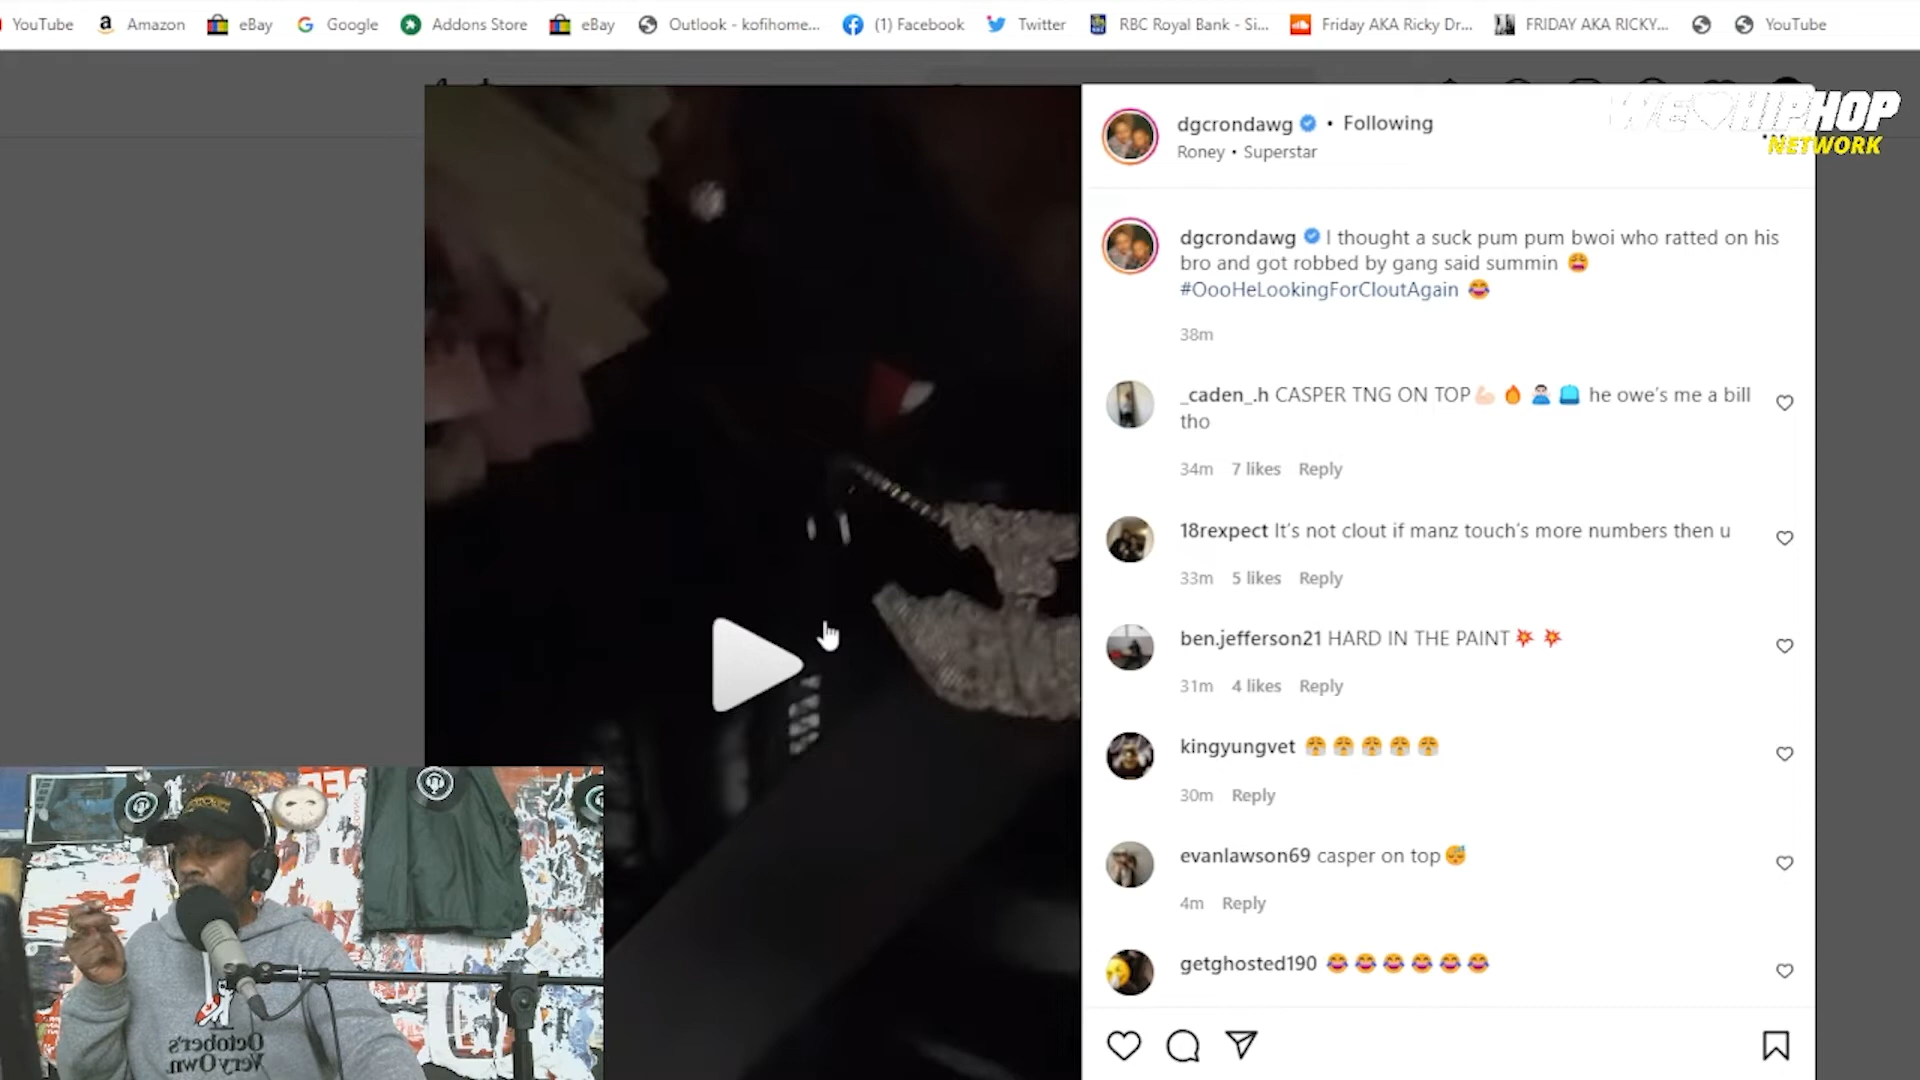 YouTube Amazon eBay Google Addons Store eBay Outlook - kofihome... (1) Facebook Twitter RBC Royal Bank - Si... Friday AKA Ricky Dr... FRIDAY AKA RICKY... YouTube
WE HIPHOP
NETWORK
dgcrondawg • Following
Roney • Superstar
dgcrondawg I thought a suck pum pum bwoi who ratted on his
bro and got robbed by gang said summin 😩
#OooHeLookingForCloutAgain 😂
38m
_caden_.h CASPER TNG ON TOP💪🏻 🔥 🙎🏻‍♂️ 🧢 he owe's me a bill
tho
34m 7 likes Reply
18rexpect It's not clout if manz touch's more numbers then u
33m 5 likes Reply
ben.jefferson21 HARD IN THE PAINT💥 💥
31m 4 likes Reply
kingyungvet 😤 😤 😤 😤 😤
30m Reply
evanlawson69 casper on top😴
4m Reply
getghosted190 😂 😂 😂 😂 😂 😂
October's
Very Own.